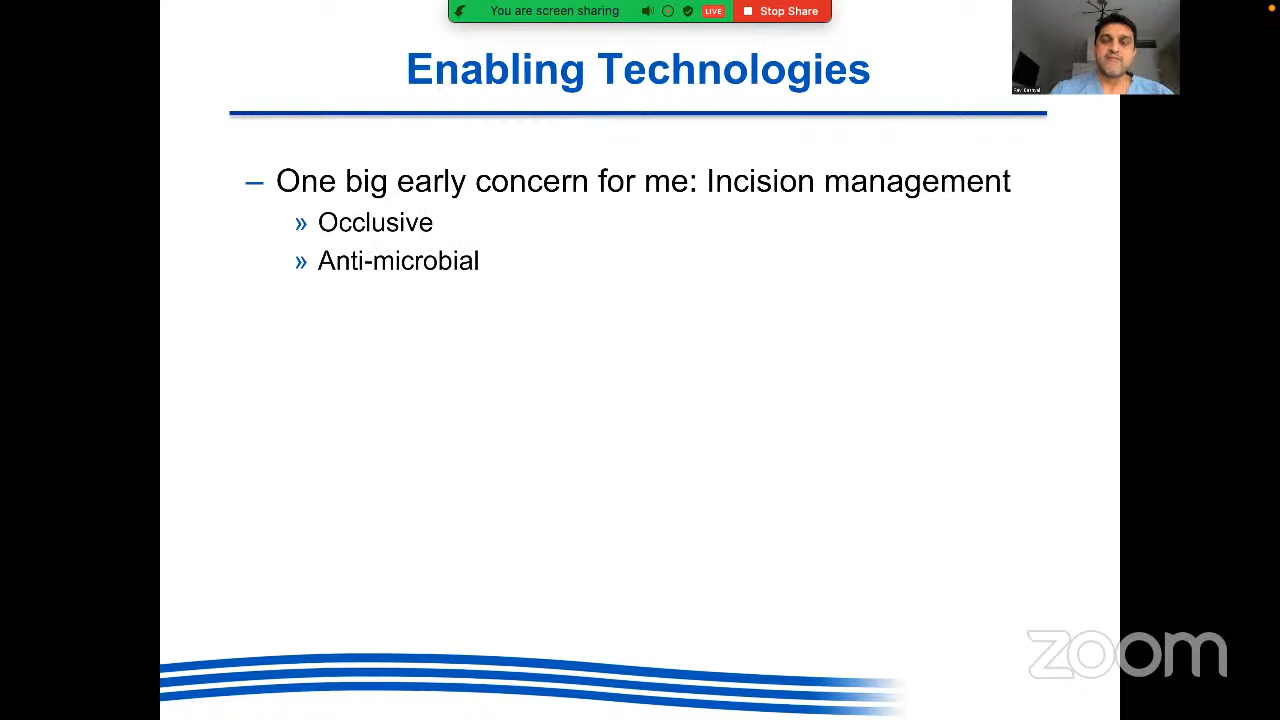 You are screen sharing
LIVE
Stop Share
Enabling Technologies
– One big early concern for me: Incision management
» Occlusive
» Anti-microbial
zoom